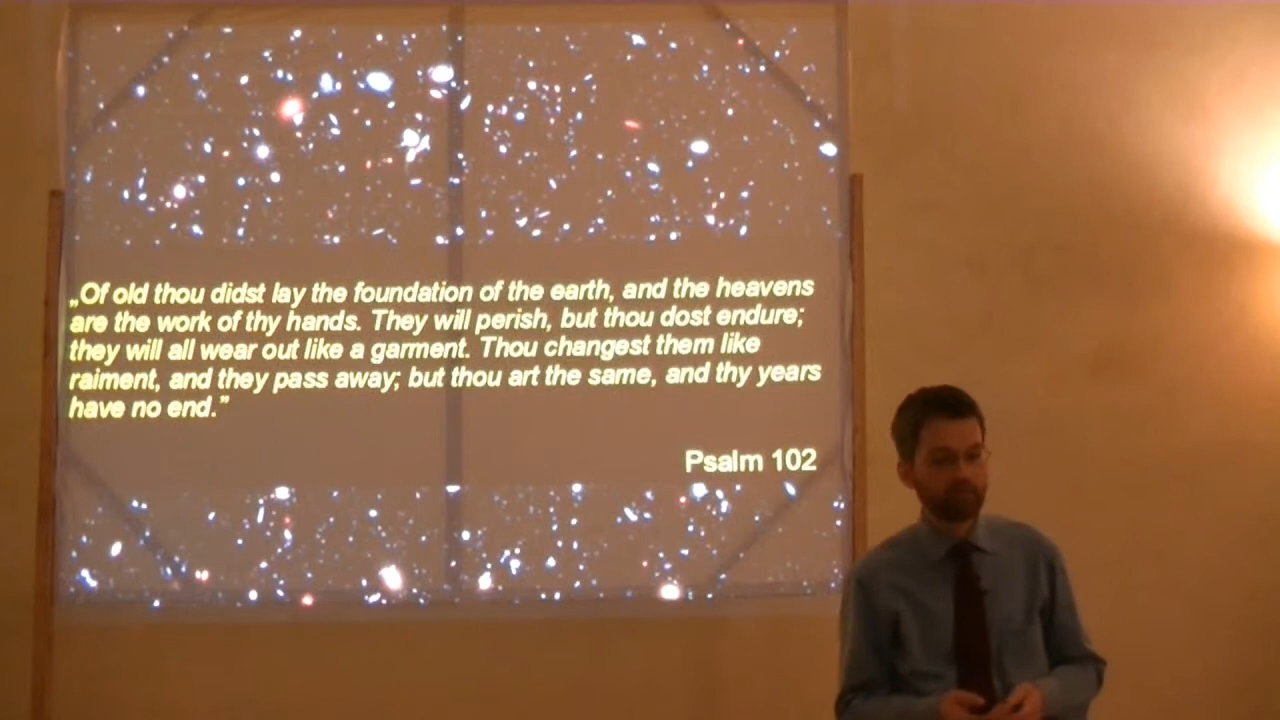 „Of old thou didst lay the foundation of the earth, and the heavens
are the work of thy hands. They will perish, but thou dost endure;
they will all wear out like a garment. Thou changest them like
raiment, and they pass away; but thou art the same, and thy years
have no end.”
Psalm 102